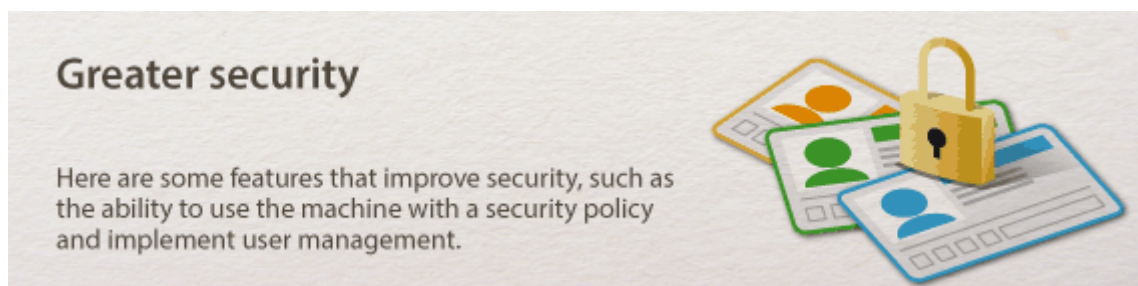 Greater security
Here are some features that improve security, such as
the ability to use the machine with a security policy
and implement user management.